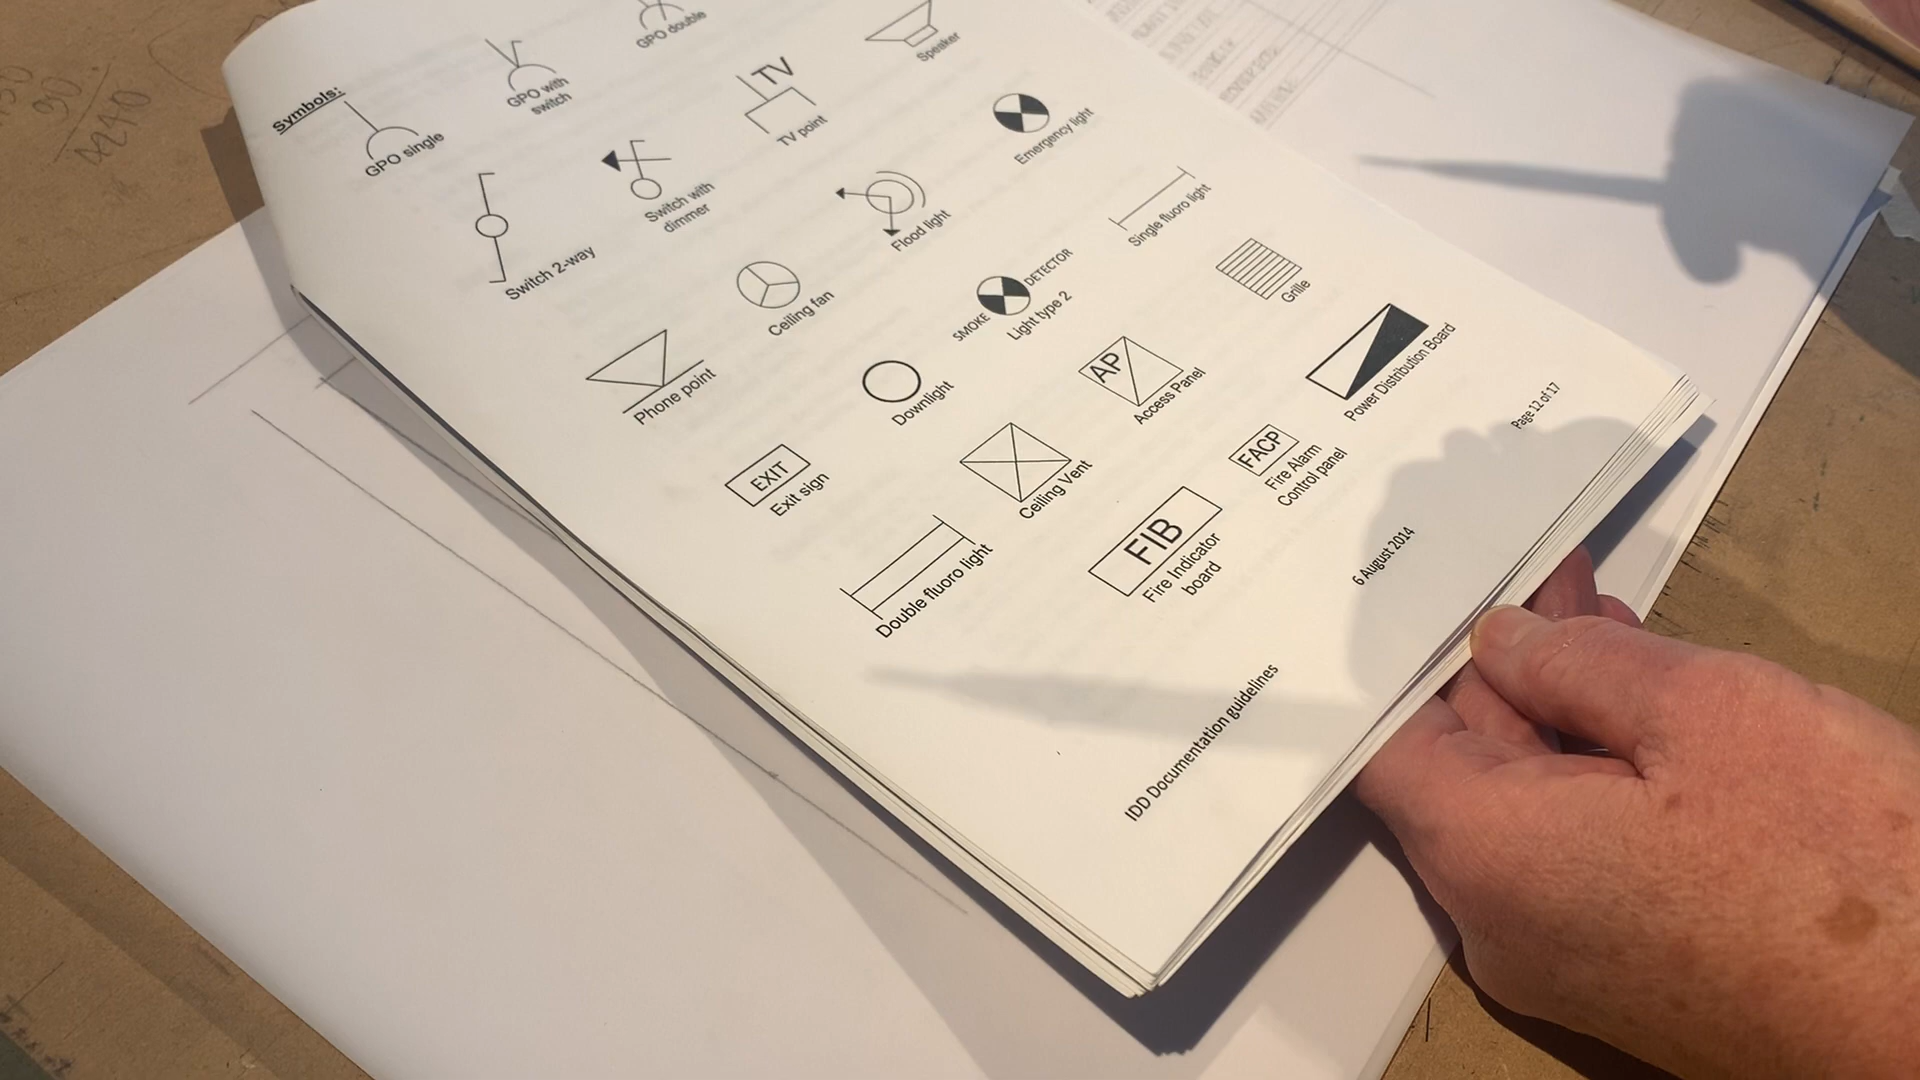 Symbols:
GPO single
GPO with
switch
GPO double
Switch 2-way
Switch with
dimmer
TV
TV point
Speaker
Phone point
Ceiling fan
Flood light
Emergency light
EXIT
Exit sign
Downlight
SMOKE
DETECTOR
Light type 2
Single fluoro light
Double fluoro light
Ceiling Vent
AP
Access Panel
Grille
FIB
Fire Indicator
board
FACP
Fire Alarm
Control panel
Power Distribution Board
IDD Documentation guidelines
6 August 2014
Page 12 of 17
90